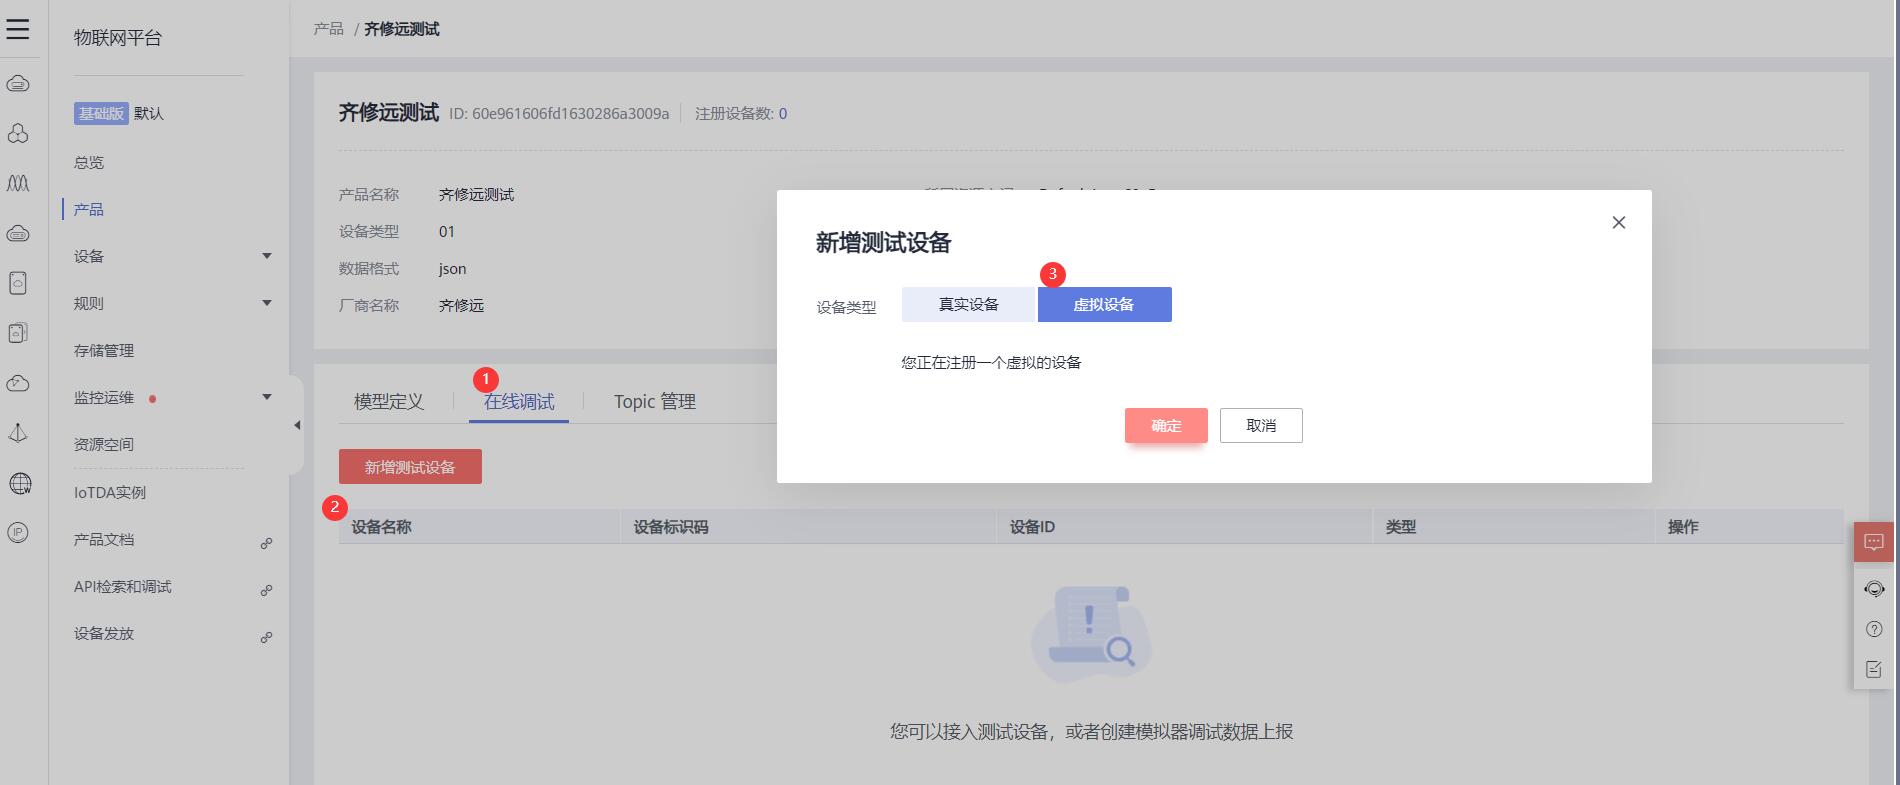 物联网平台
基础版 默认
总览
产品
设备
规则
存储管理
监控运维
资源空间
IoTDA实例
产品文档
API检索和调试
设备发放
IP
产品 / 齐修远测试
齐修远测试 ID: 60e961606fd1630286a3009a 注册设备数: 0
产品名称 齐修远测试
设备类型 01
数据格式 json
厂商名称 齐修远
1
模型定义 在线调试 Topic 管理
新增测试设备
2
设备名称 设备标识码 设备ID 类型 操作
您可以接入测试设备，或者创建模拟器调试数据上报
新增测试设备
3
设备类型 真实设备 虚拟设备
您正在注册一个虚拟的设备
确定 取消